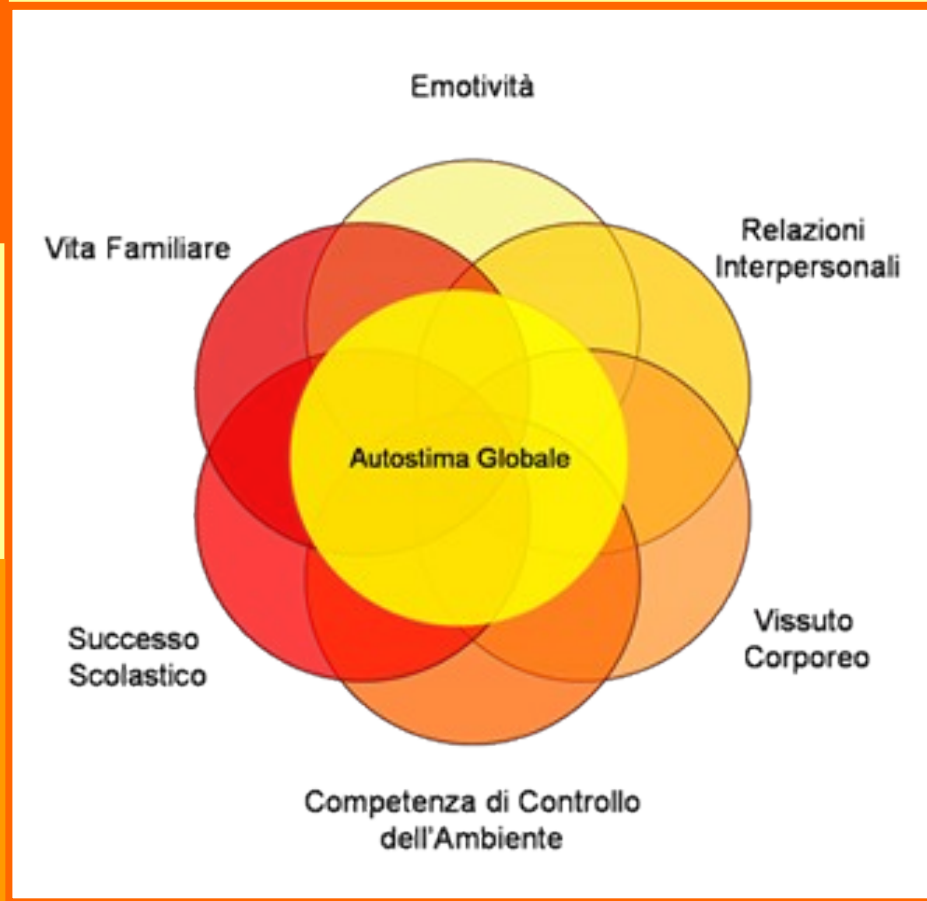 Emotività
Relazioni
Interpersonali
Vita Familiare
Autostima Globale
Vissuto
Corporeo
Successo
Scolastico
Competenza di Controllo
dell'Ambiente